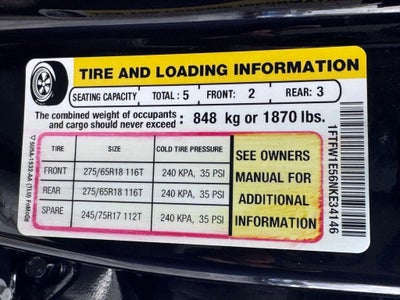 TIRE AND LOADING INFORMATION
SEATING CAPACITY TOTAL : 5 FRONT: 2 REAR: 3
The combined weight of occupants and cargo should never exceed : 848 kg or 1870 lbs.
TIRE SIZE COLD TIRE PRESSURE
FRONT 275/65R18 116T 240 KPA, 35 PSI
REAR 275/65R18 116T 240 KPA, 35 PSI
SPARE 245/75R17 112T 240 KPA, 35 PSI
SEE OWNERS
MANUAL FOR
ADDITIONAL
INFORMATION
1FTFW1E56NKE34146